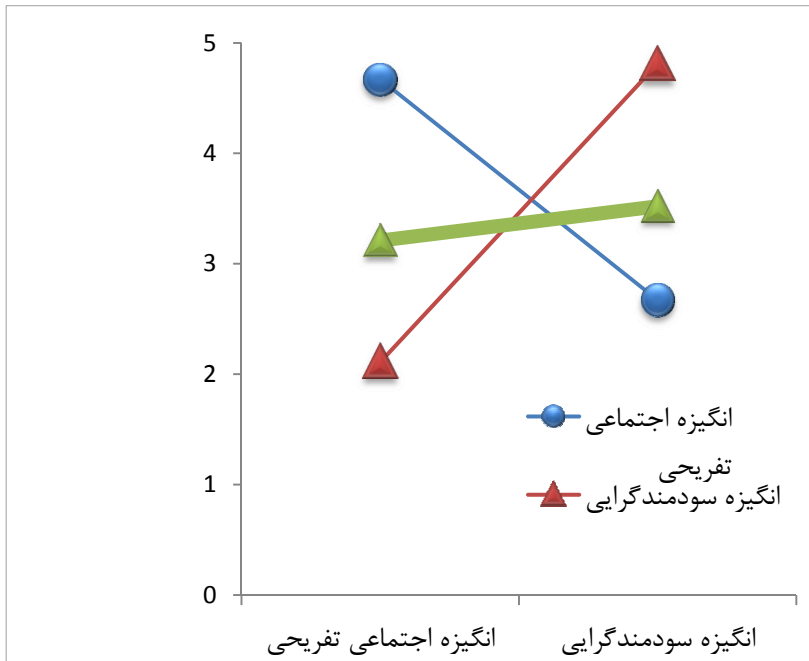 5
4
3
2
1
0
انگیزه اجتماعی
تفریحی
انگیزه سودمندگرایی
انگیزه اجتماعی تفریحی
انگیزه سودمندگرایی